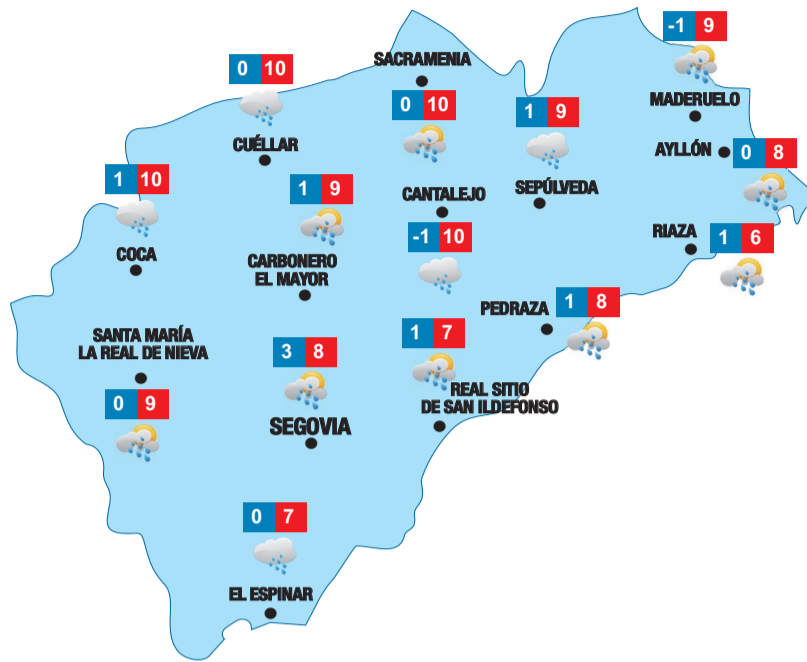 -1 9
MADERUELO
SACRAMENIA
0 10
0 10
CUÉLLAR
1 9
SEPÚLVEDA
AYLLÓN
0 8
1 10
COCA
1 9
CARBONERO
EL MAYOR
CANTALEJO
-1 10
RIAZA
1 6
PEDRAZA
1 8
SANTA MARÍA
LA REAL DE NIEVA
0 9
3 8
SEGOVIA
1 7
REAL SITIO
DE SAN ILDEFONSO
0 7
EL ESPINAR